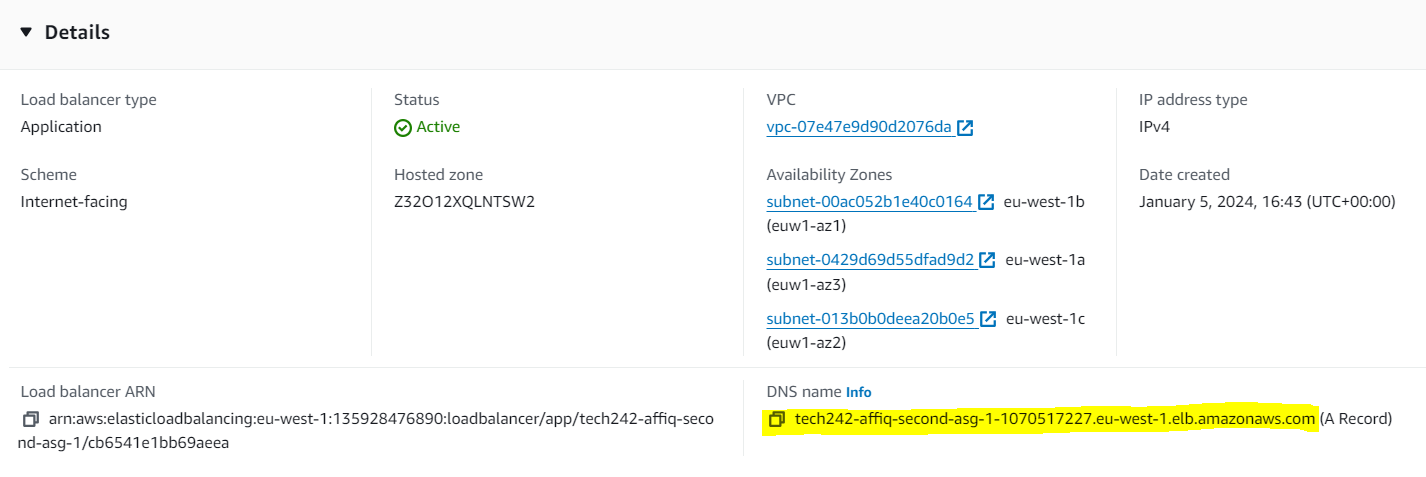 Details
Load balancer type
Application
Status
Active
VPC
vpc-07e47e9d90d2076da
IP address type
IPv4
Scheme
Internet-facing
Hosted zone
Z32O12XQLNTSW2
Availability Zones
subnet-00ac052b1e40c0164 eu-west-1b
(euw1-az1)
subnet-0429d69d55dfad9d2 eu-west-1a
(euw1-az3)
subnet-013b0b0deea20b0e5 eu-west-1c
(euw1-az2)
Date created
January 5, 2024, 16:43 (UTC+00:00)
Load balancer ARN
arn:aws:elasticloadbalancing:eu-west-1:135928476890:loadbalancer/app/tech242-affiq-seco
nd-asg-1/cb6541e1bb69aeea
DNS name Info
tech242-affiq-second-asg-1-1070517227.eu-west-1.elb.amazonaws.com (A Record)